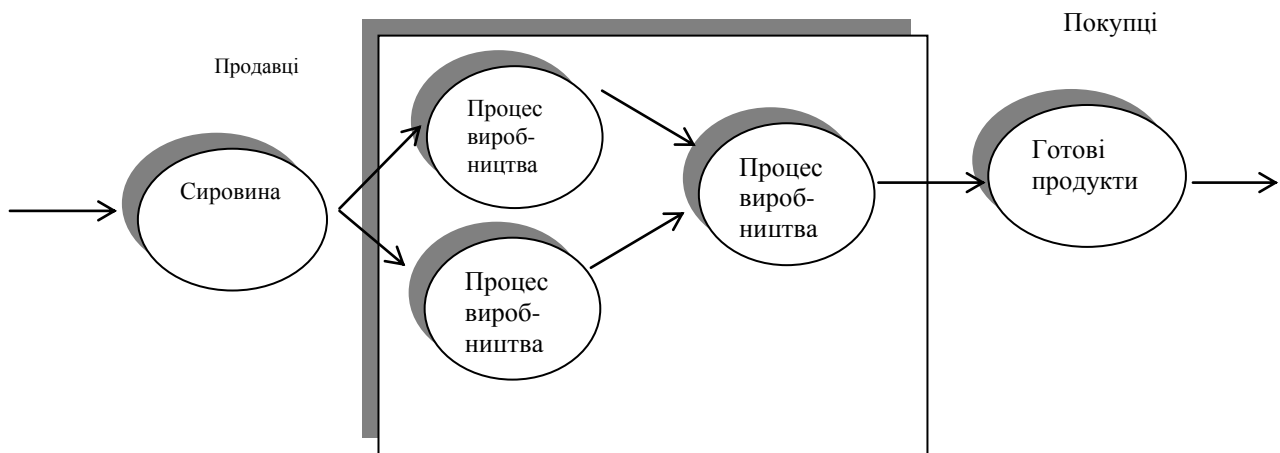 Покупці
Продавці
Сировина
Процес
вироб-
ництва
Процес
вироб-
ництва
Процес
вироб-
ництва
Готові
продукти